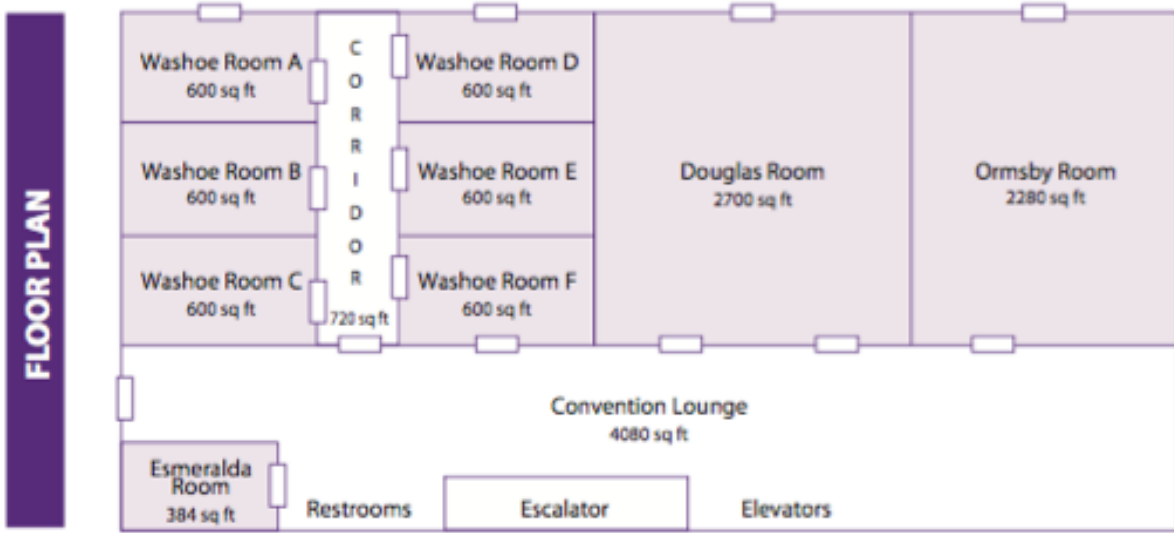 FLOOR PLAN
Washoe Room A
600 sq ft
Washoe Room B
600 sq ft
Washoe Room C
600 sq ft
CORRIDOR
720 sq ft
Washoe Room D
600 sq ft
Washoe Room E
600 sq ft
Washoe Room F
600 sq ft
Douglas Room
2700 sq ft
Ormsby Room
2280 sq ft
Convention Lounge
4080 sq ft
Esmeralda
Room
384 sq ft
Restrooms
Escalator
Elevators